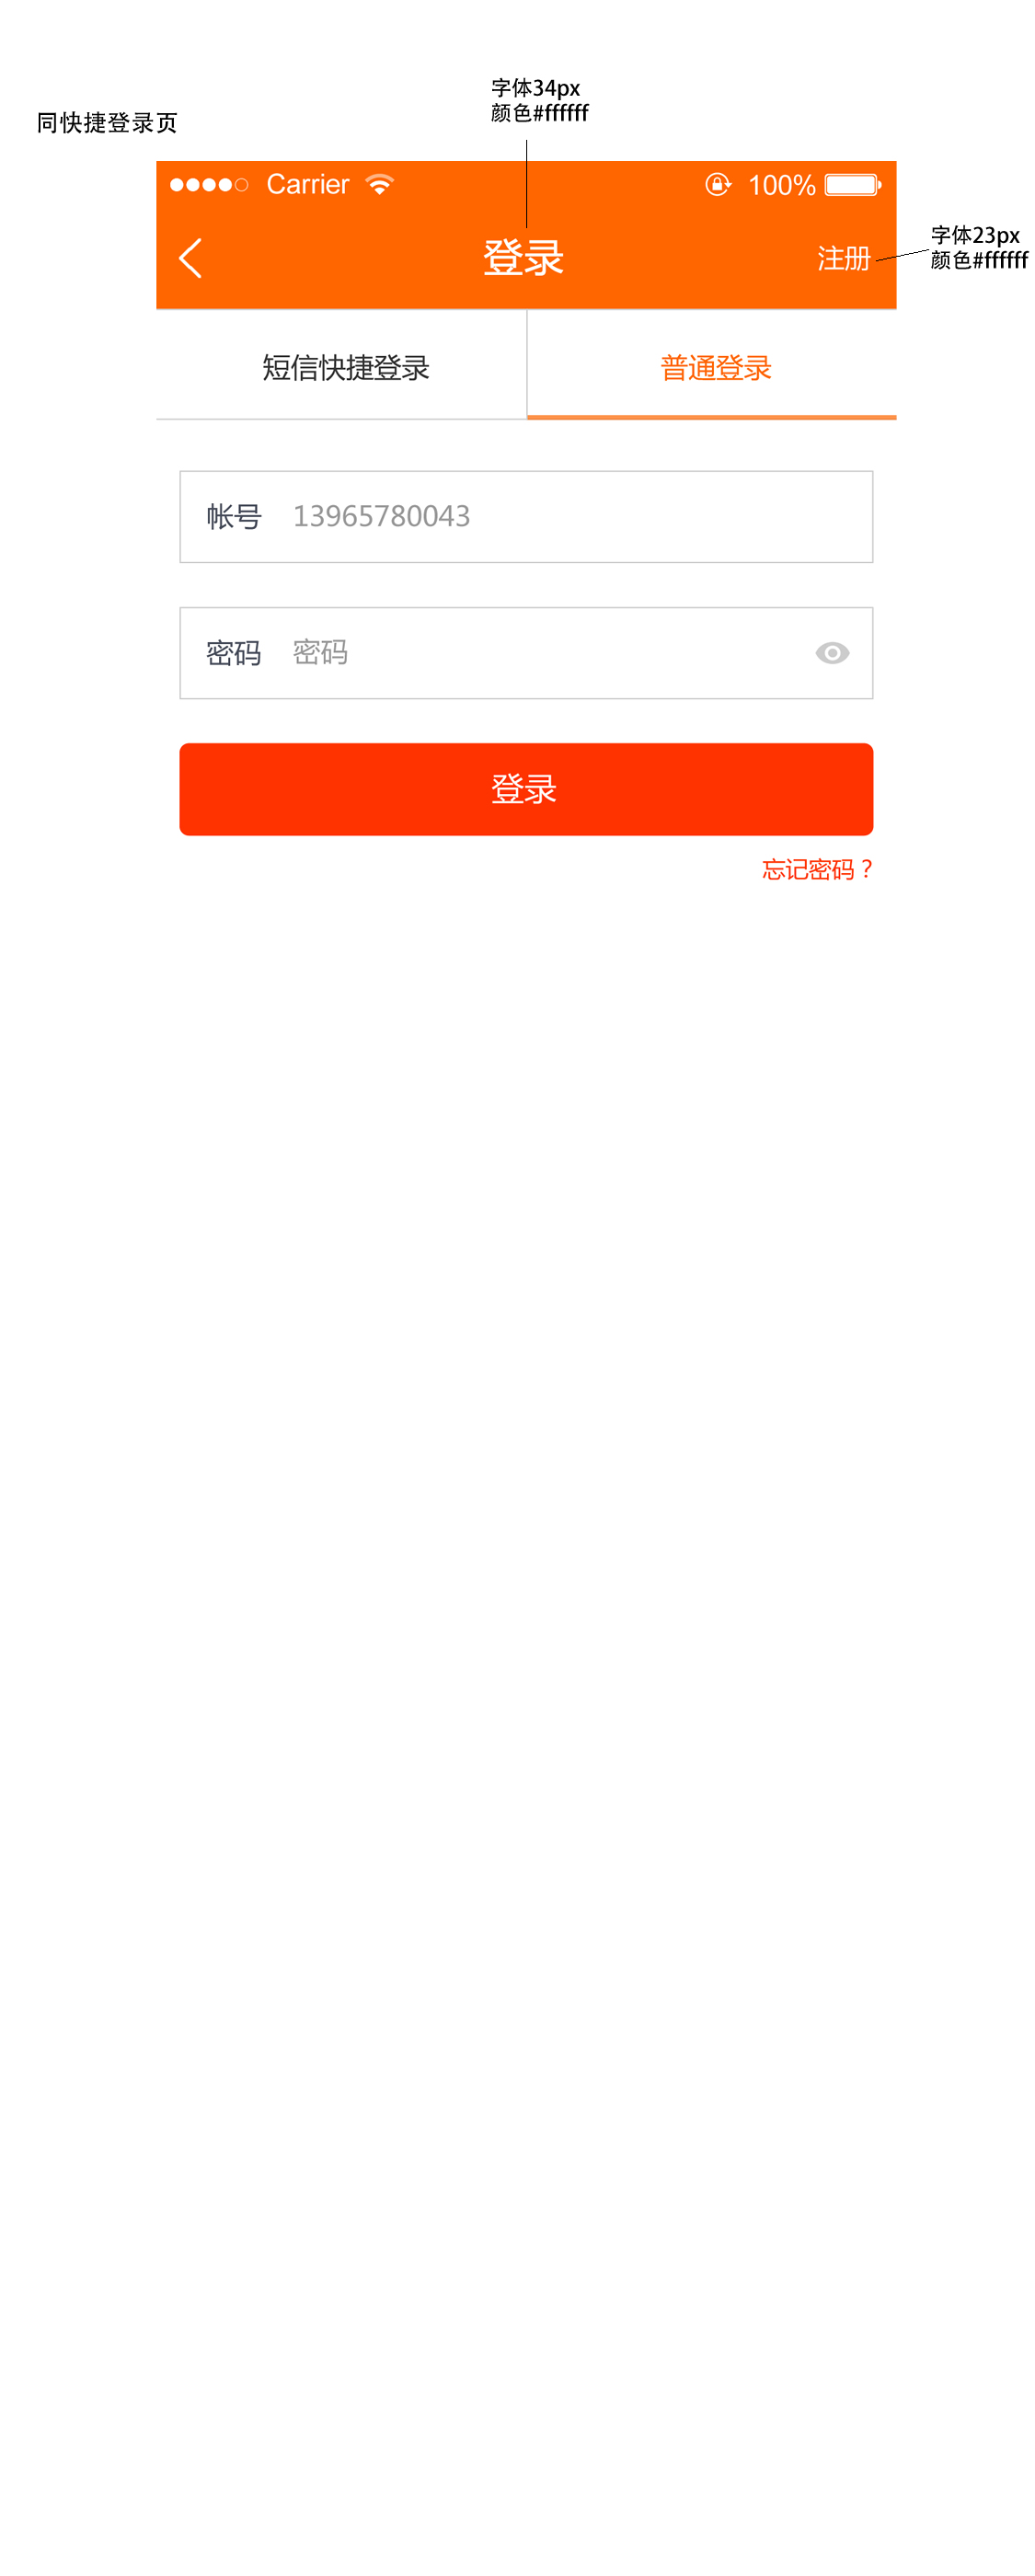 字体34px
颜色#ffffff
同快捷登录页
Carrier 100%
登录 注册
字体23px
颜色#ffffff
短信快捷登录 普通登录
帐号 13965780043
密码 密码
登录
忘记密码？